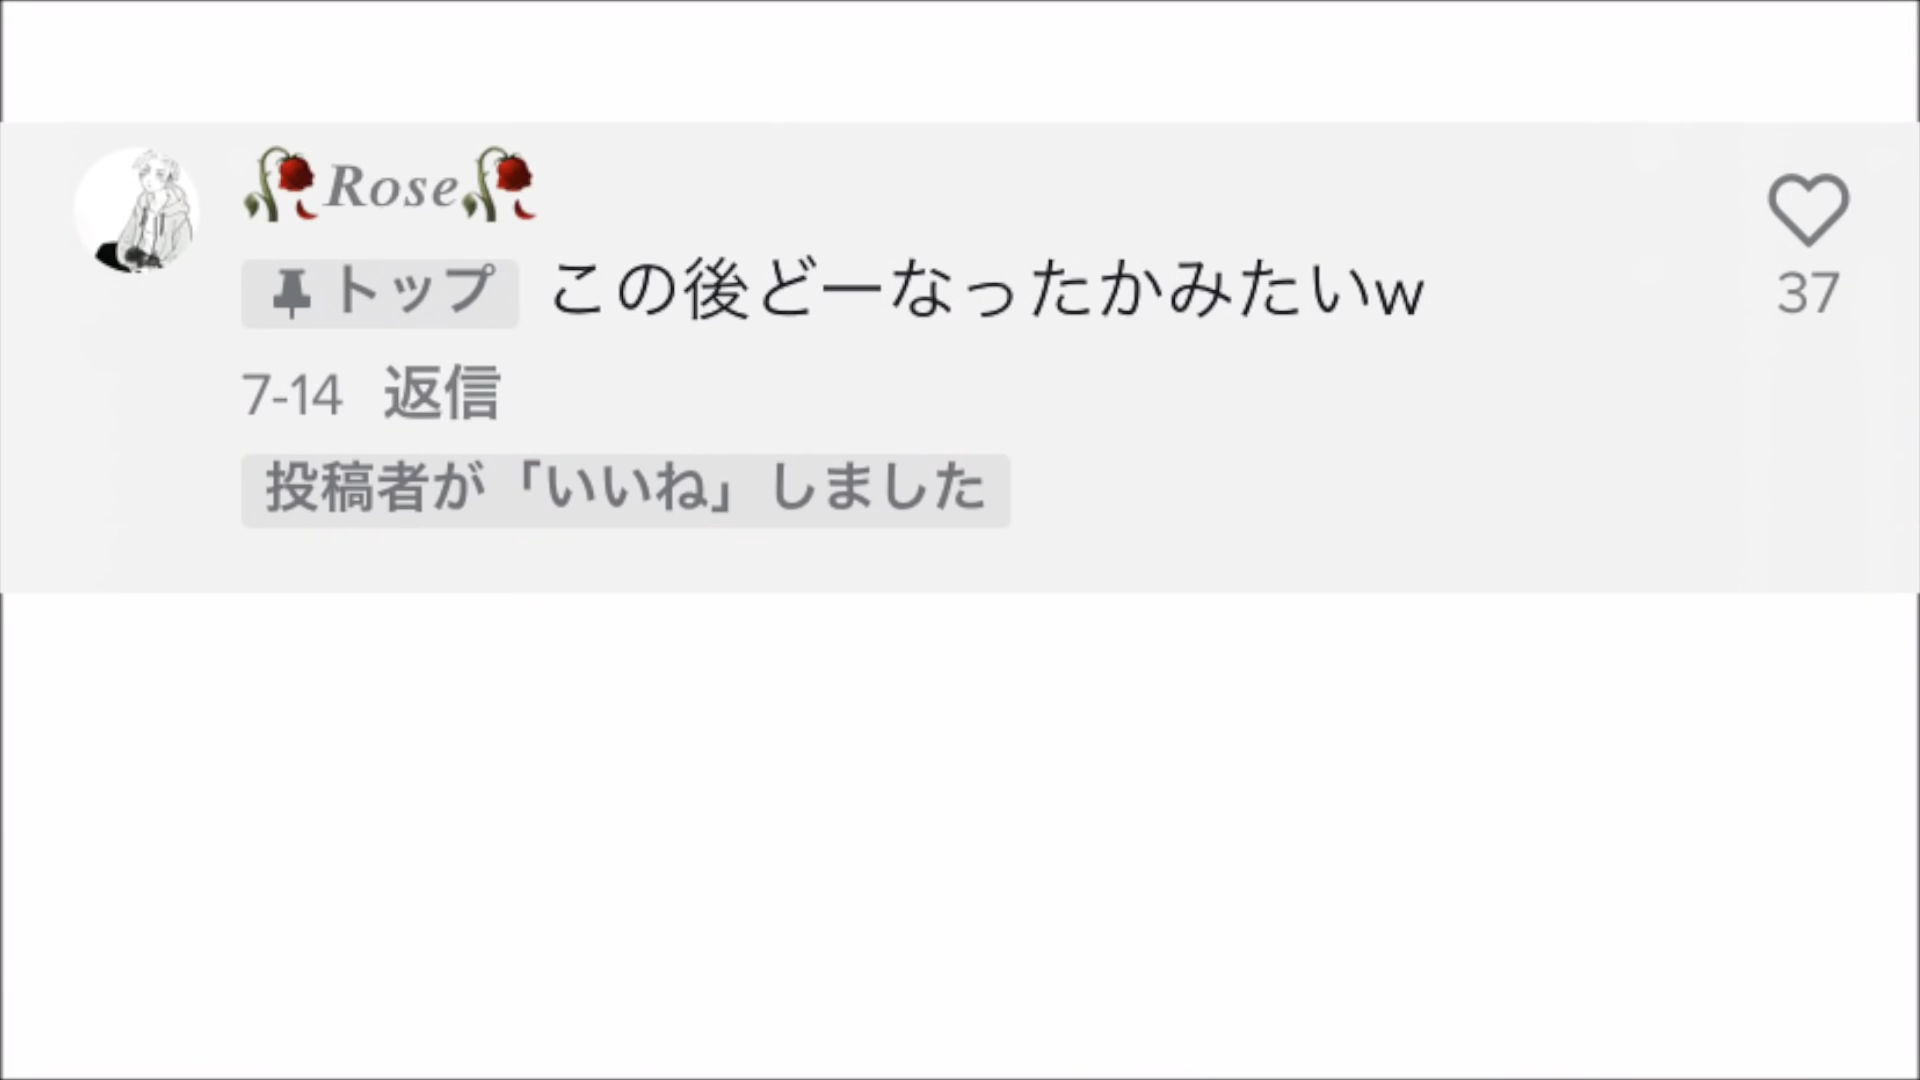 🥀Rose🥀
トップ この後どーなったかみたいw
37
7-14 返信
投稿者が「いいね」しました